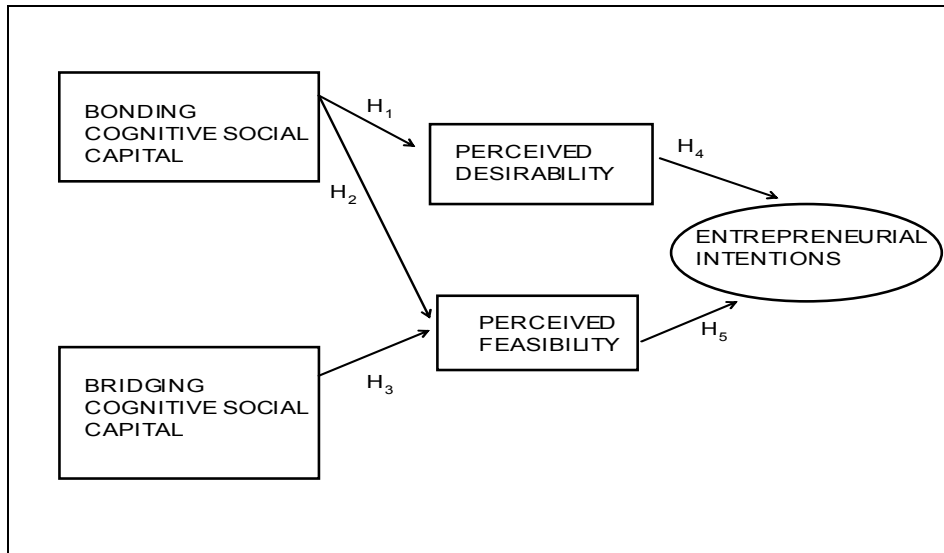 BONDING
COGNITIVE SOCIAL
CAPITAL
H₁
PERCEIVED
DESIRABILITY
H₄
H₂
ENTREPRENEURIAL
INTENTIONS
PERCEIVED
FEASIBILITY
H₅
BRIDGING
COGNITIVE SOCIAL
CAPITAL
H₃